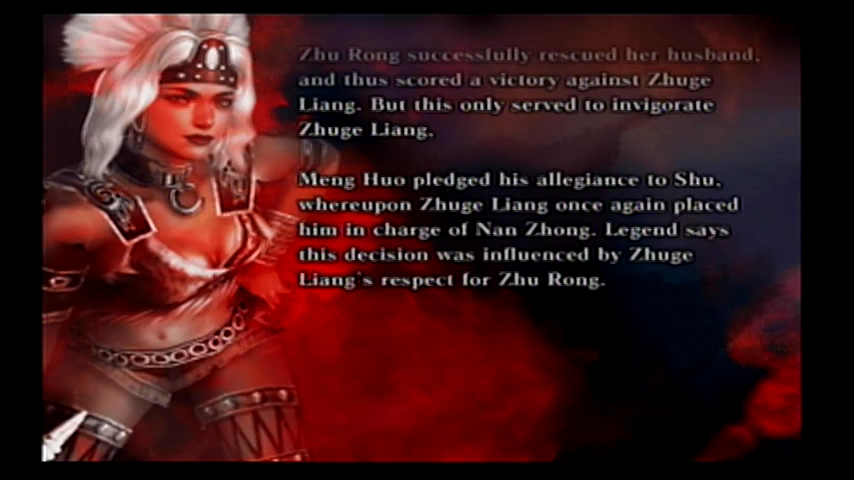 Zhu Rong successfully rescued her husband,
and thus scored a victory against Zhuge
Liang. But this only served to invigorate
Zhuge Liang.
Meng Huo pledged his allegiance to Shu,
whereupon Zhuge Liang once again placed
him in charge of Nan Zhong. Legend says
this decision was influenced by Zhuge
Liang's respect for Zhu Rong.